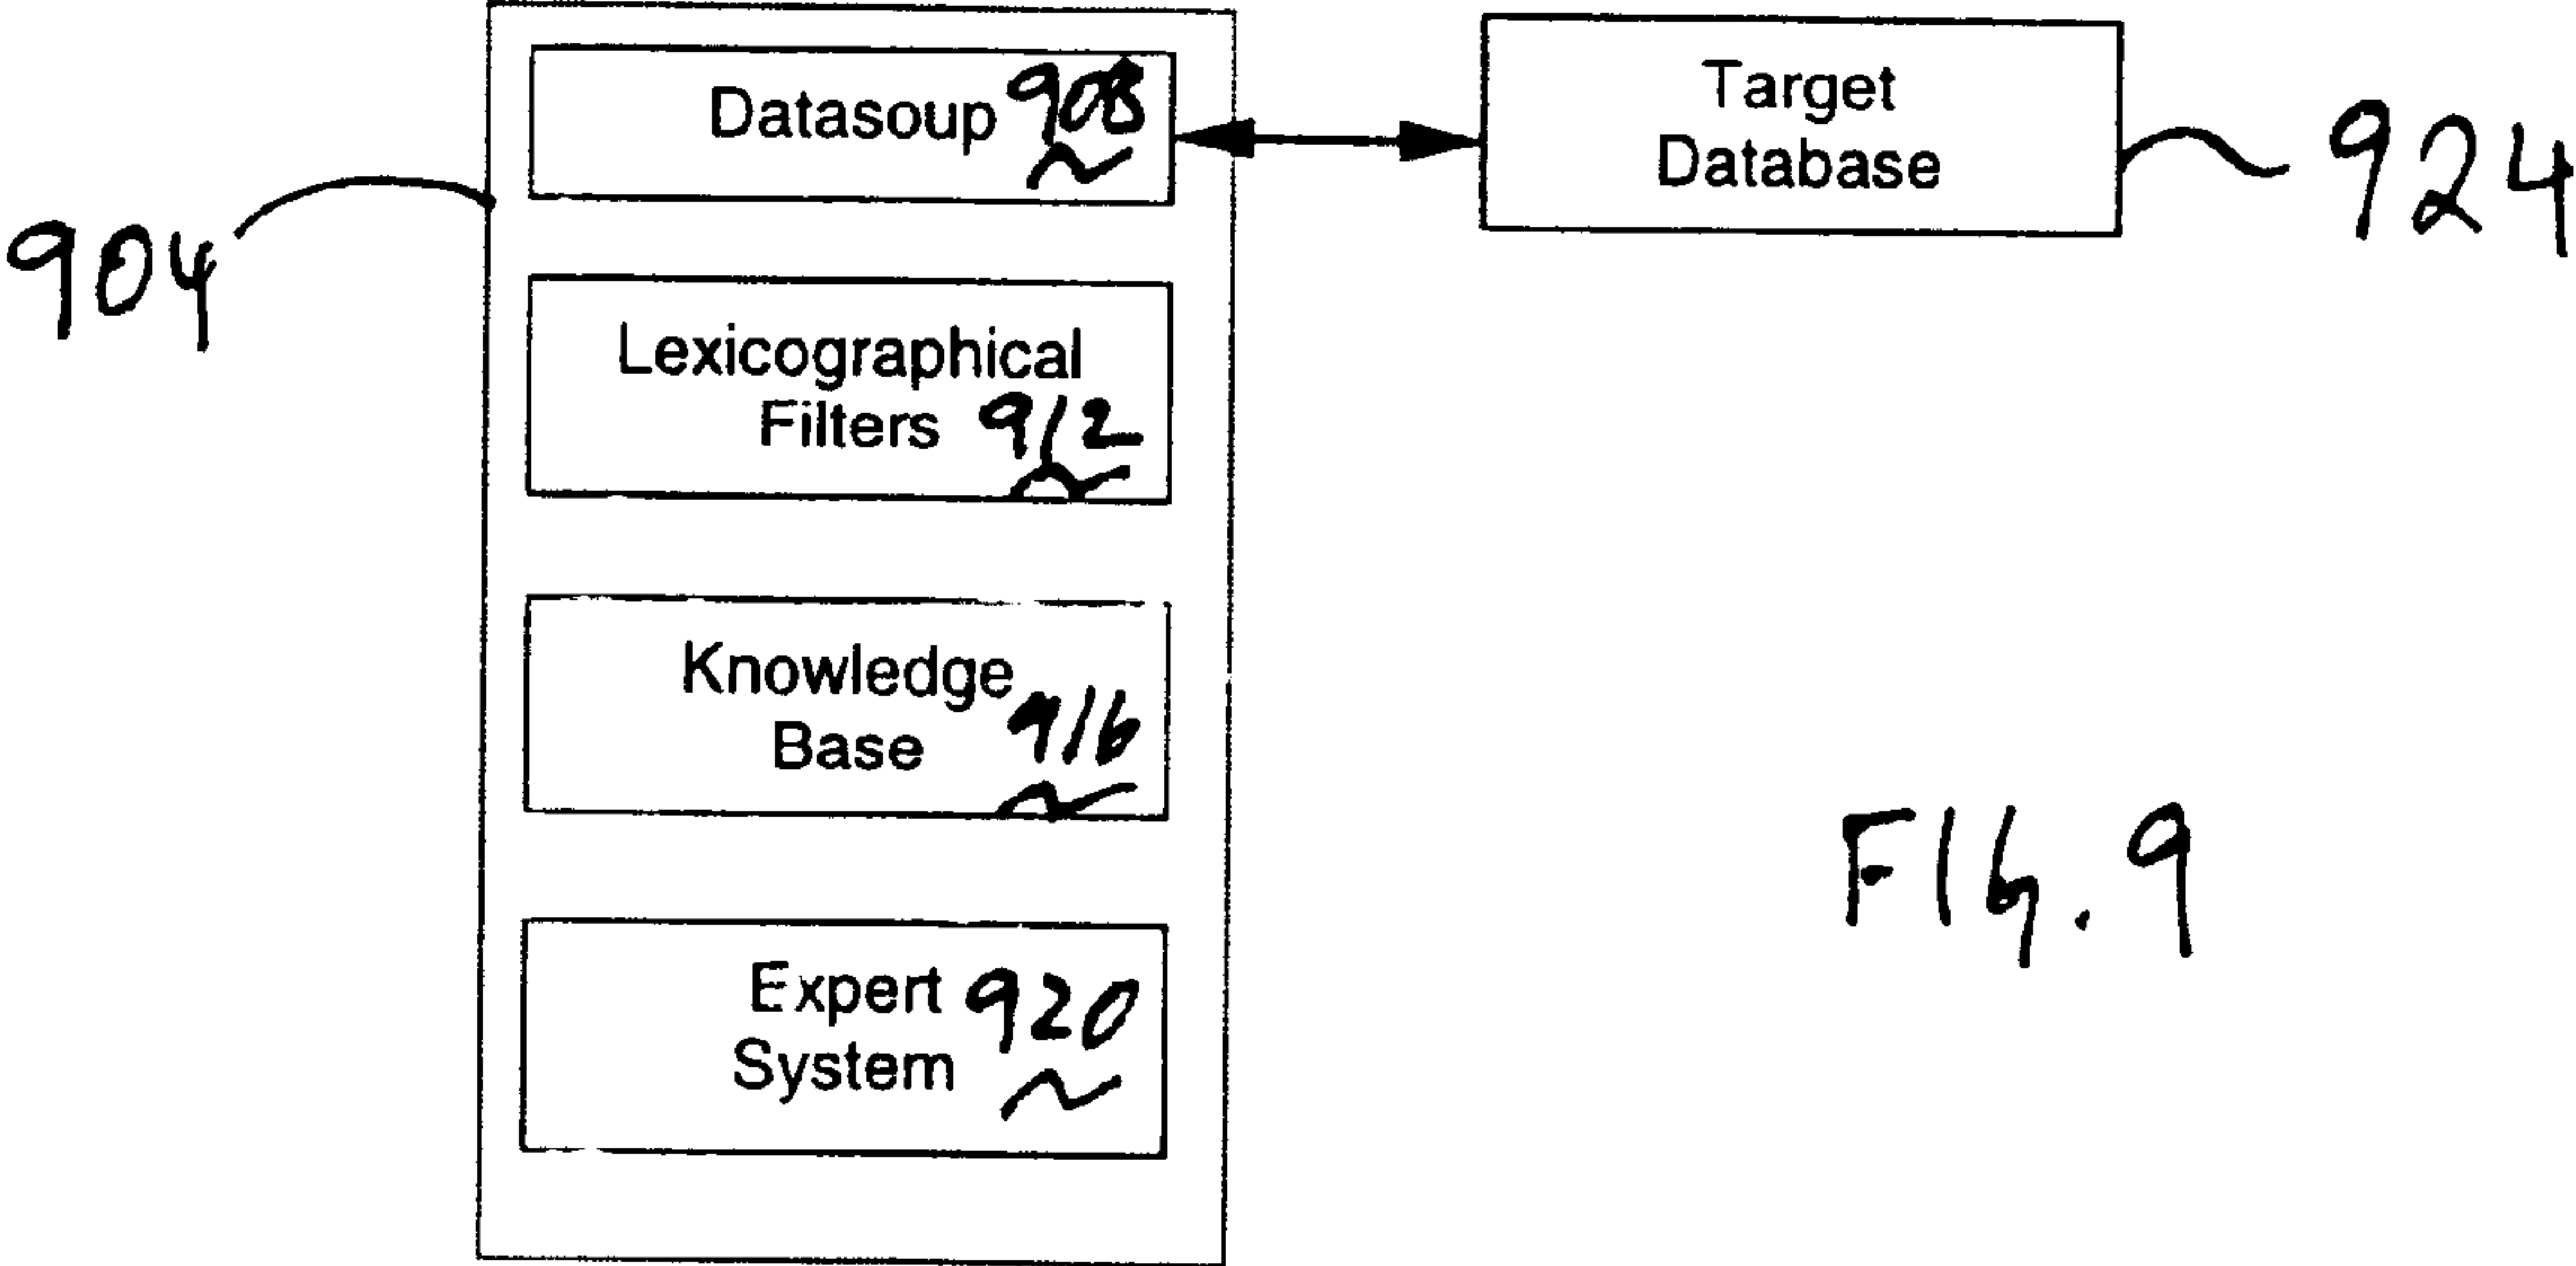 Datasoup 908
Target
Database
924
904
Lexicographical
Filters 912
Knowledge
Base 916
Expert 920
System
FIG. 9